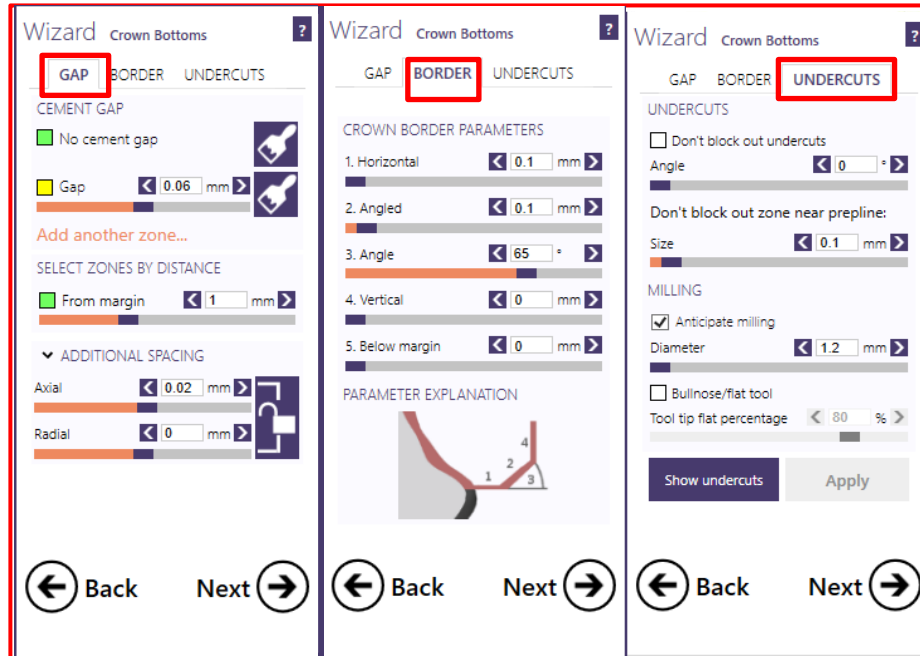 Wizard Crown Bottoms ?
GAP BORDER UNDERCUTS
CEMENT GAP
No cement gap
Gap 0.06 mm
Add another zone...
SELECT ZONES BY DISTANCE
From margin 1 mm
ADDITIONAL SPACING
Axial 0.02 mm
Radial 0 mm
Back Next
Wizard Crown Bottoms ?
GAP BORDER UNDERCUTS
CROWN BORDER PARAMETERS
1. Horizontal 0.1 mm
2. Angled 0.1 mm
3. Angle 65 °
4. Vertical 0 mm
5. Below margin 0 mm
PARAMETER EXPLANATION
4
2
1 3
Back Next
Wizard Crown Bottoms ?
GAP BORDER UNDERCUTS
UNDERCUTS
Don't block out undercuts
Angle 0 °
Don't block out zone near prepline:
Size 0.1 mm
MILLING
Anticipate milling
Diameter 1.2 mm
Bullnose/flat tool
Tool tip flat percentage 80 %
Show undercuts Apply
Back Next